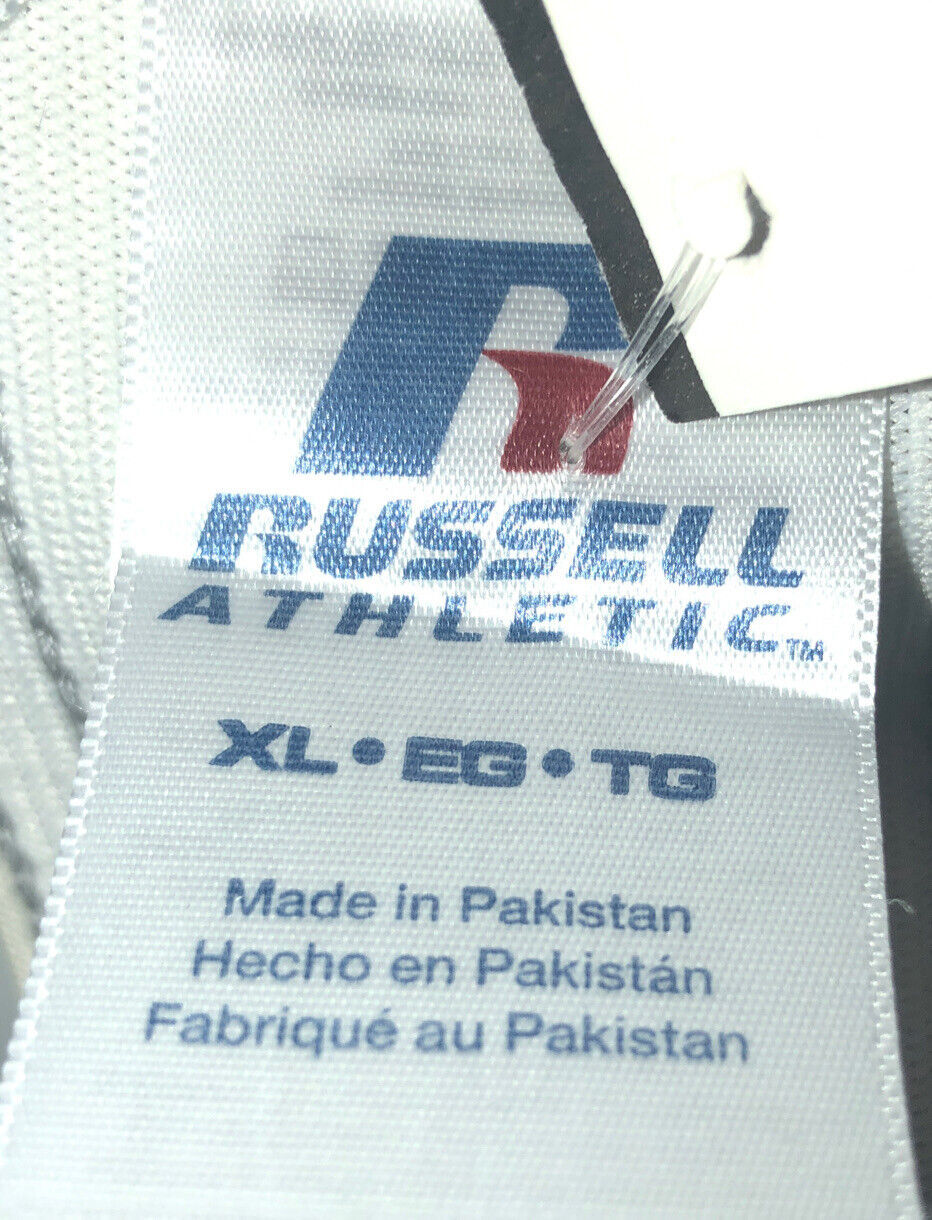 RUSSELL
ATHLETIC™
XL•EG•TG
Made in Pakistan
Hecho en Pakistán
Fabriqué au Pakistan